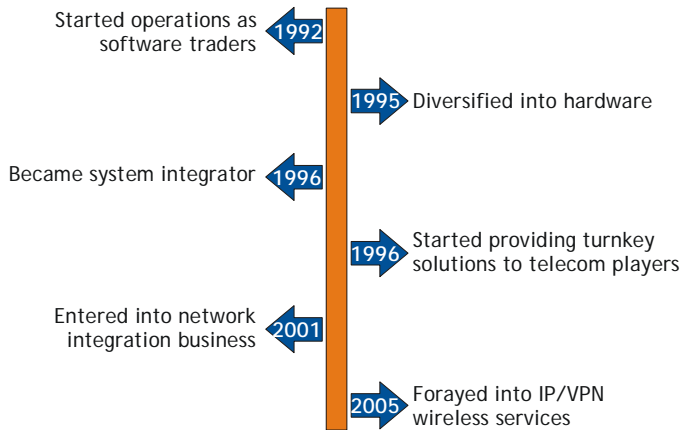 Started operations as
software traders
1992
1995
Diversified into hardware
Became system integrator
1996
1996
Started providing turnkey
solutions to telecom players
Entered into network
integration business
2001
2005
Forayed into IP/VPN
wireless services